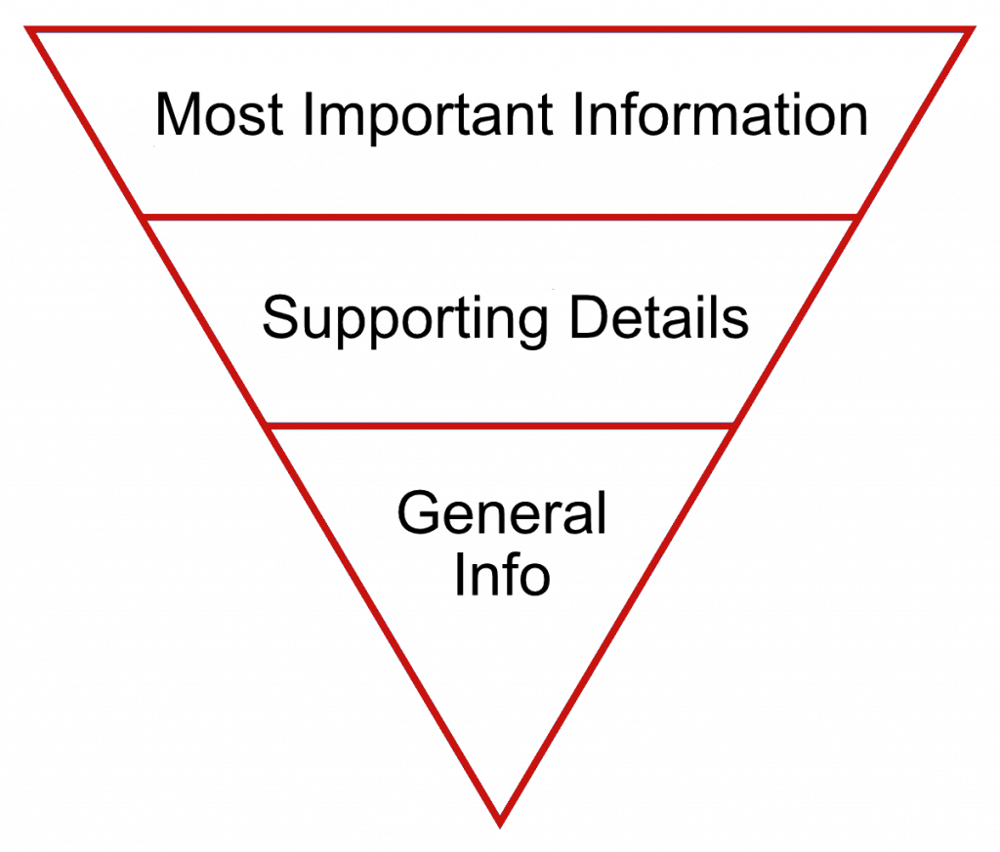 Most Important Information
Supporting Details
General
Info